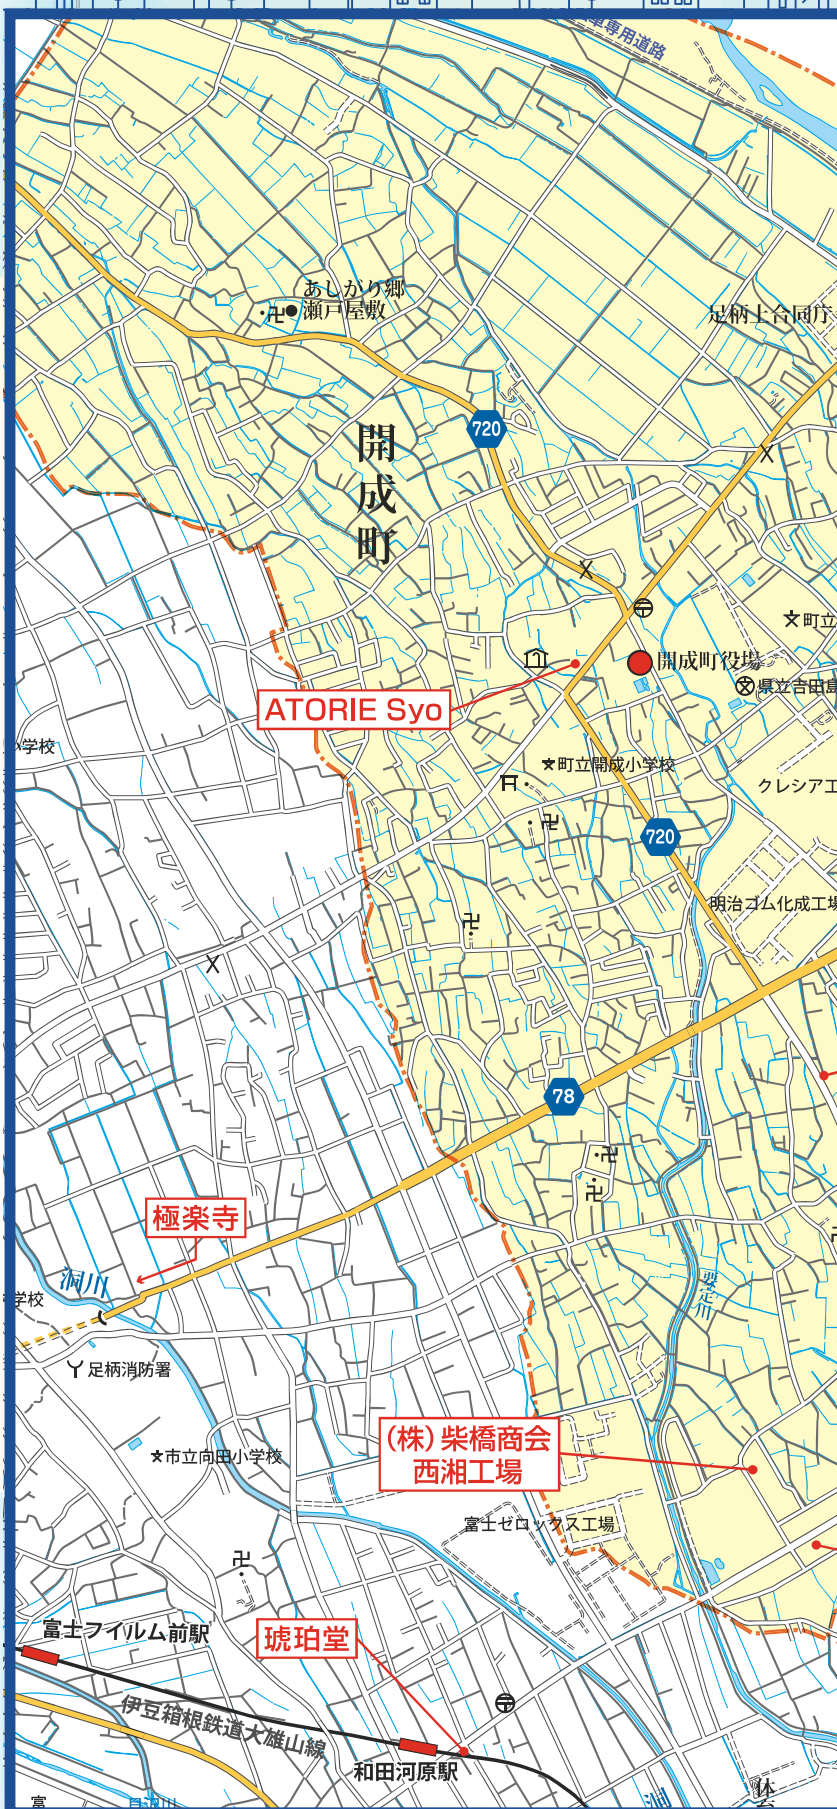 車専用道路
あしがり郷
瀬戸屋敷
足柄上合同庁
開成町
720
町立
開成町役場
県立吉田島
ATORIE Syo
小学校
町立開成小学校
クレシアエ
720
明治ゴム化成工場
78
極楽寺
洞川
要定川
学校
足柄消防署
(株)柴橋商会
西湘工場
市立向田小学校
富士ゼロックス工場
琥珀堂
富士フイルム前駅
伊豆箱根鉄道大雄山線
和田河原駅
体
洞
富